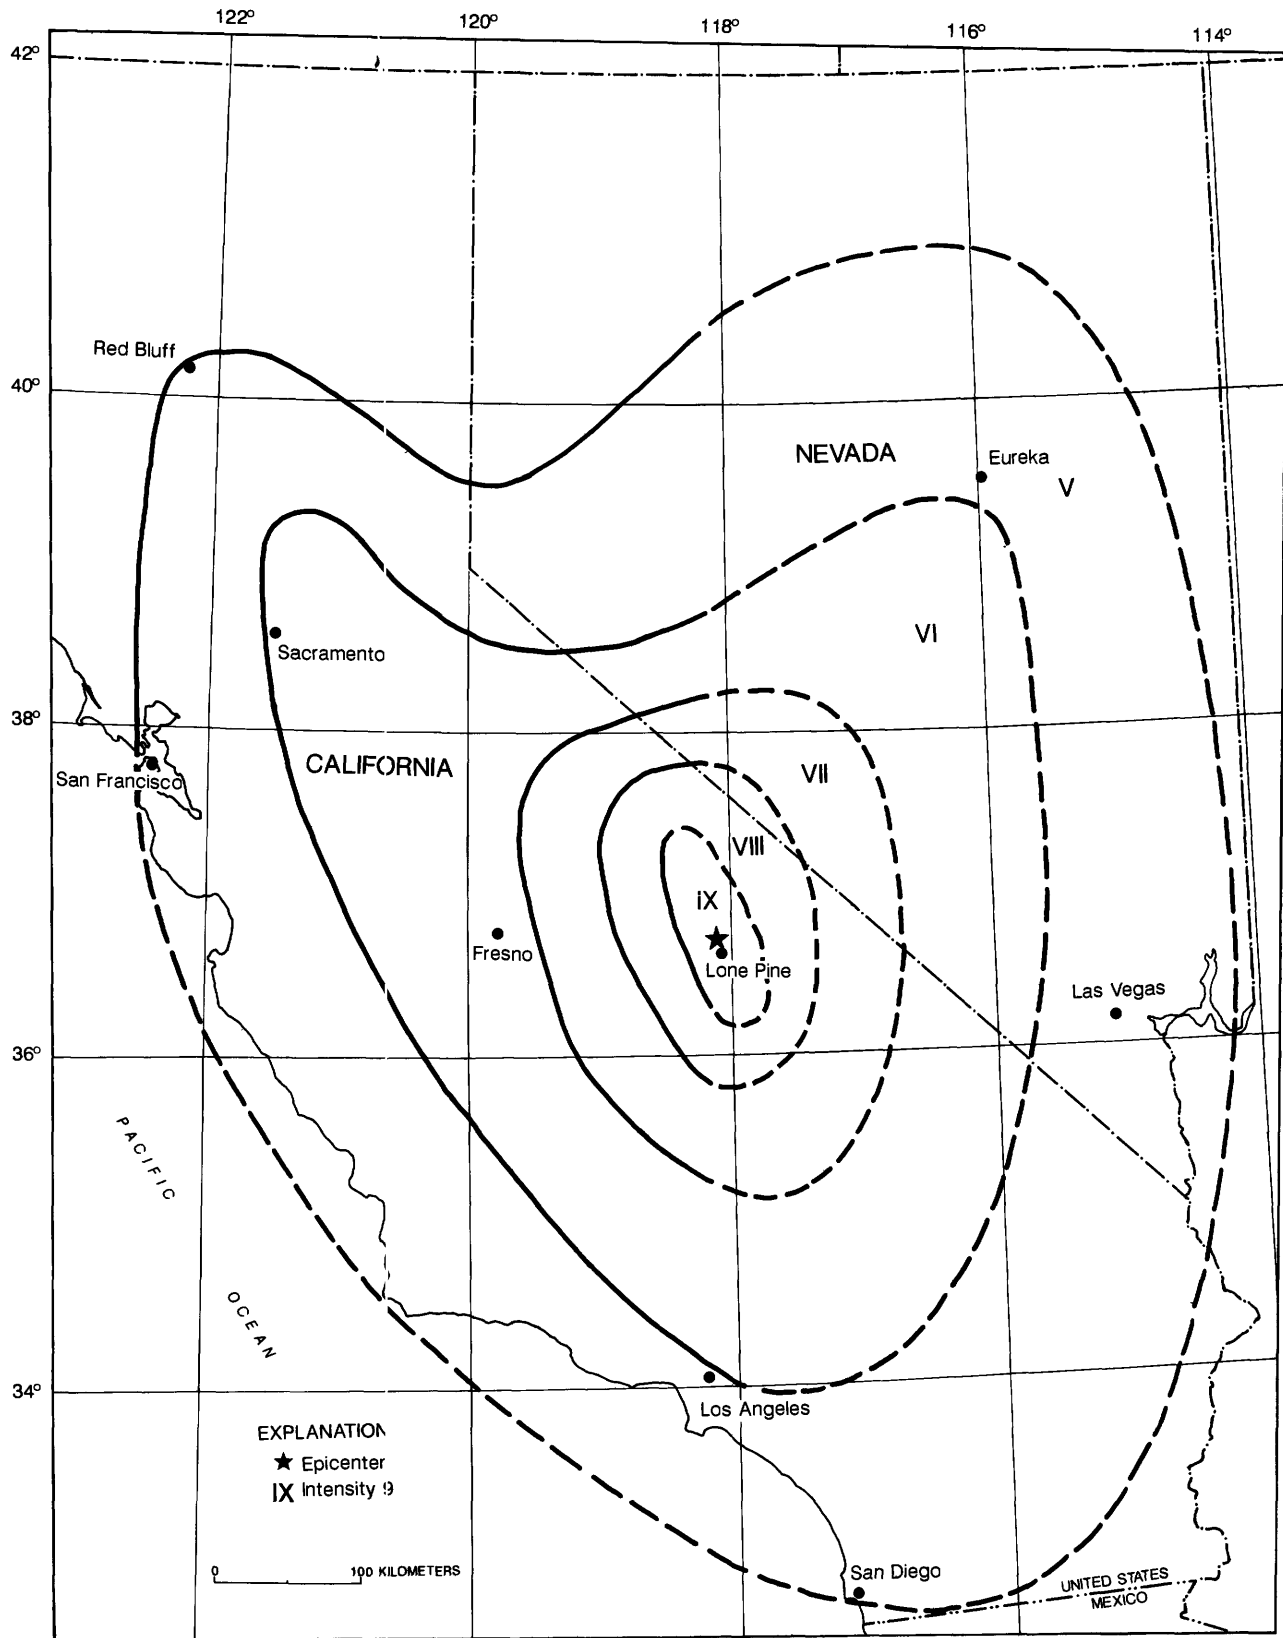 122° 120° 118° 116° 114°
42°
Red Bluff
40°
NEVADA
Eureka
V
VI
Sacramento
38°
CALIFORNIA
VII
San Francisco
VIII
IX
Fresno
Lone Pine
Las Vegas
36°
PACIFIC
OCEAN
34°
Los Angeles
EXPLANATION
Epicenter
IX Intensity 9
0 100 KILOMETERS
San Diego
UNITED STATES
MEXICO